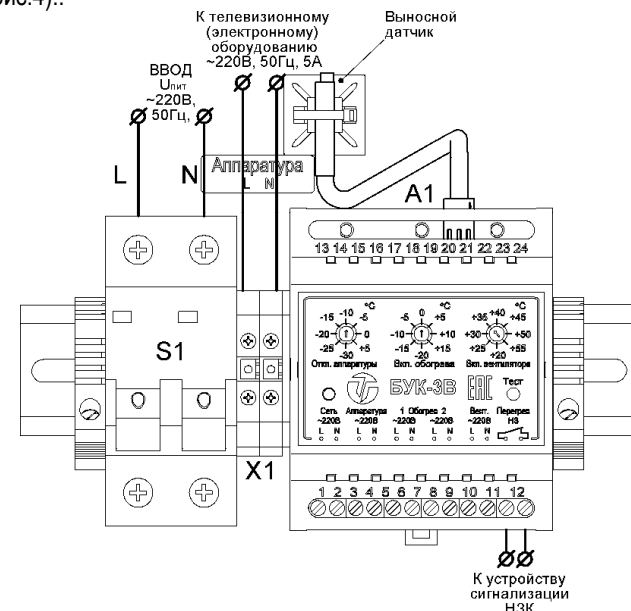 рис.4)..
К телевизионному
(электронному)
оборудованию
~220В, 50Гц, 5А
Выносной
датчик
ВВОД
Uпит
~220В,
50Гц,
L
N
Аппаратура
L N
A1
13 14 15 16 17 18 19 20 21 22 23 24
°C
-15 -10 -5
-20 0
-25 +5
-30
Откл. аппаратуры
°C
-5 0 +5
-10 +10
-15 +15
-20
Вкл. обогрева
°C
+35 +40 +45
+30 +50
+25 +55
+20
Вкл. вентилятора
S1
БУК-3В
ЕАС
Тест
Сеть Аппаратура 1 Обогрев 2 Вент. Перегрев
~220В ~220В ~220В ~220В ~220В НЗ
L N L N L N L N L N
X1
1 2 3 4 5 6 7 8 9 10 11 12
К устройству
сигнализации
НЗК